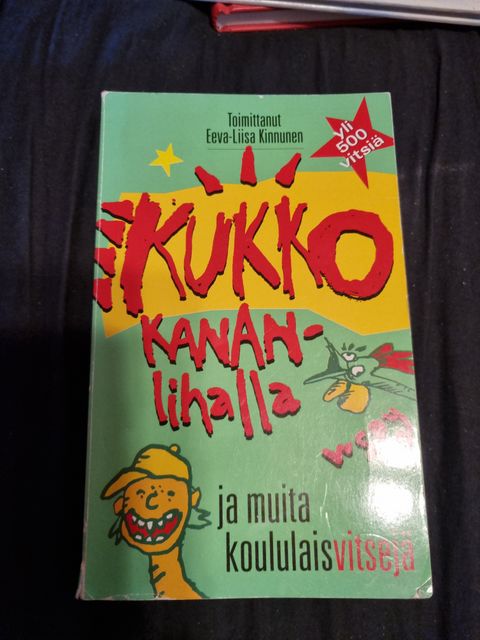 Toimittanut
Eeva-Liisa Kinnunen
yli
500
vitsiä
KUKKO
KANAN-
lihalla
ja muita
koululaisvitsejä